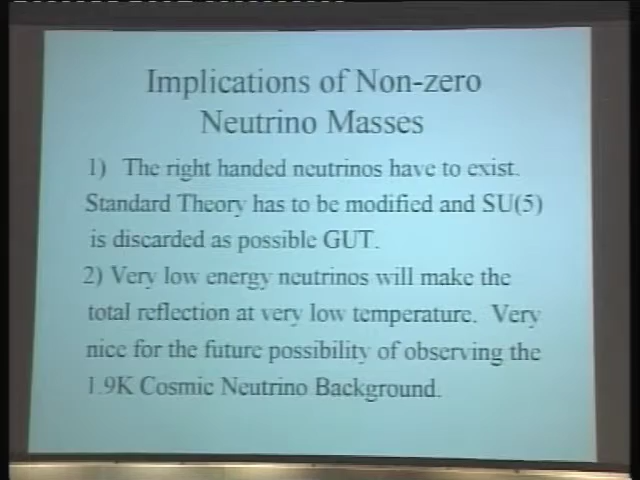 Implications of Non-zero
Neutrino Masses
1) The right handed neutrinos have to exist.
Standard Theory has to be modified and SU(5)
is discarded as possible GUT.
2) Very low energy neutrinos will make the
total reflection at very low temperature. Very
nice for the future possibility of observing the
1.9K Cosmic Neutrino Background.